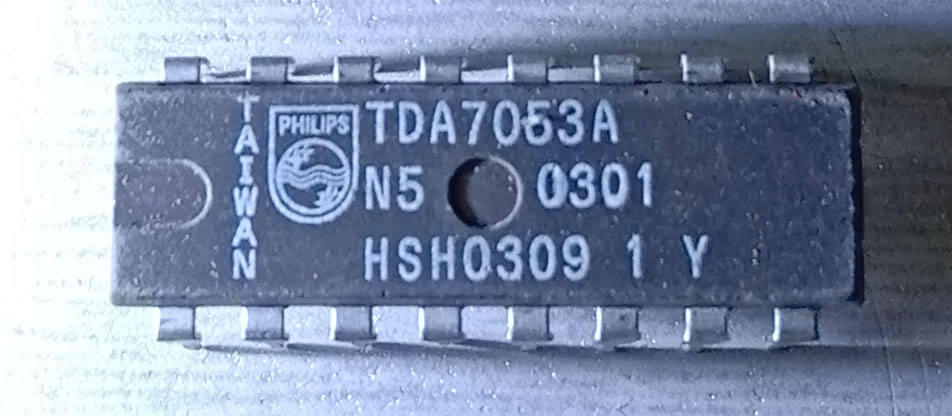 TAIWAN
PHILIPS
TDA7053A
N5 0301
HSH0309 1 Y